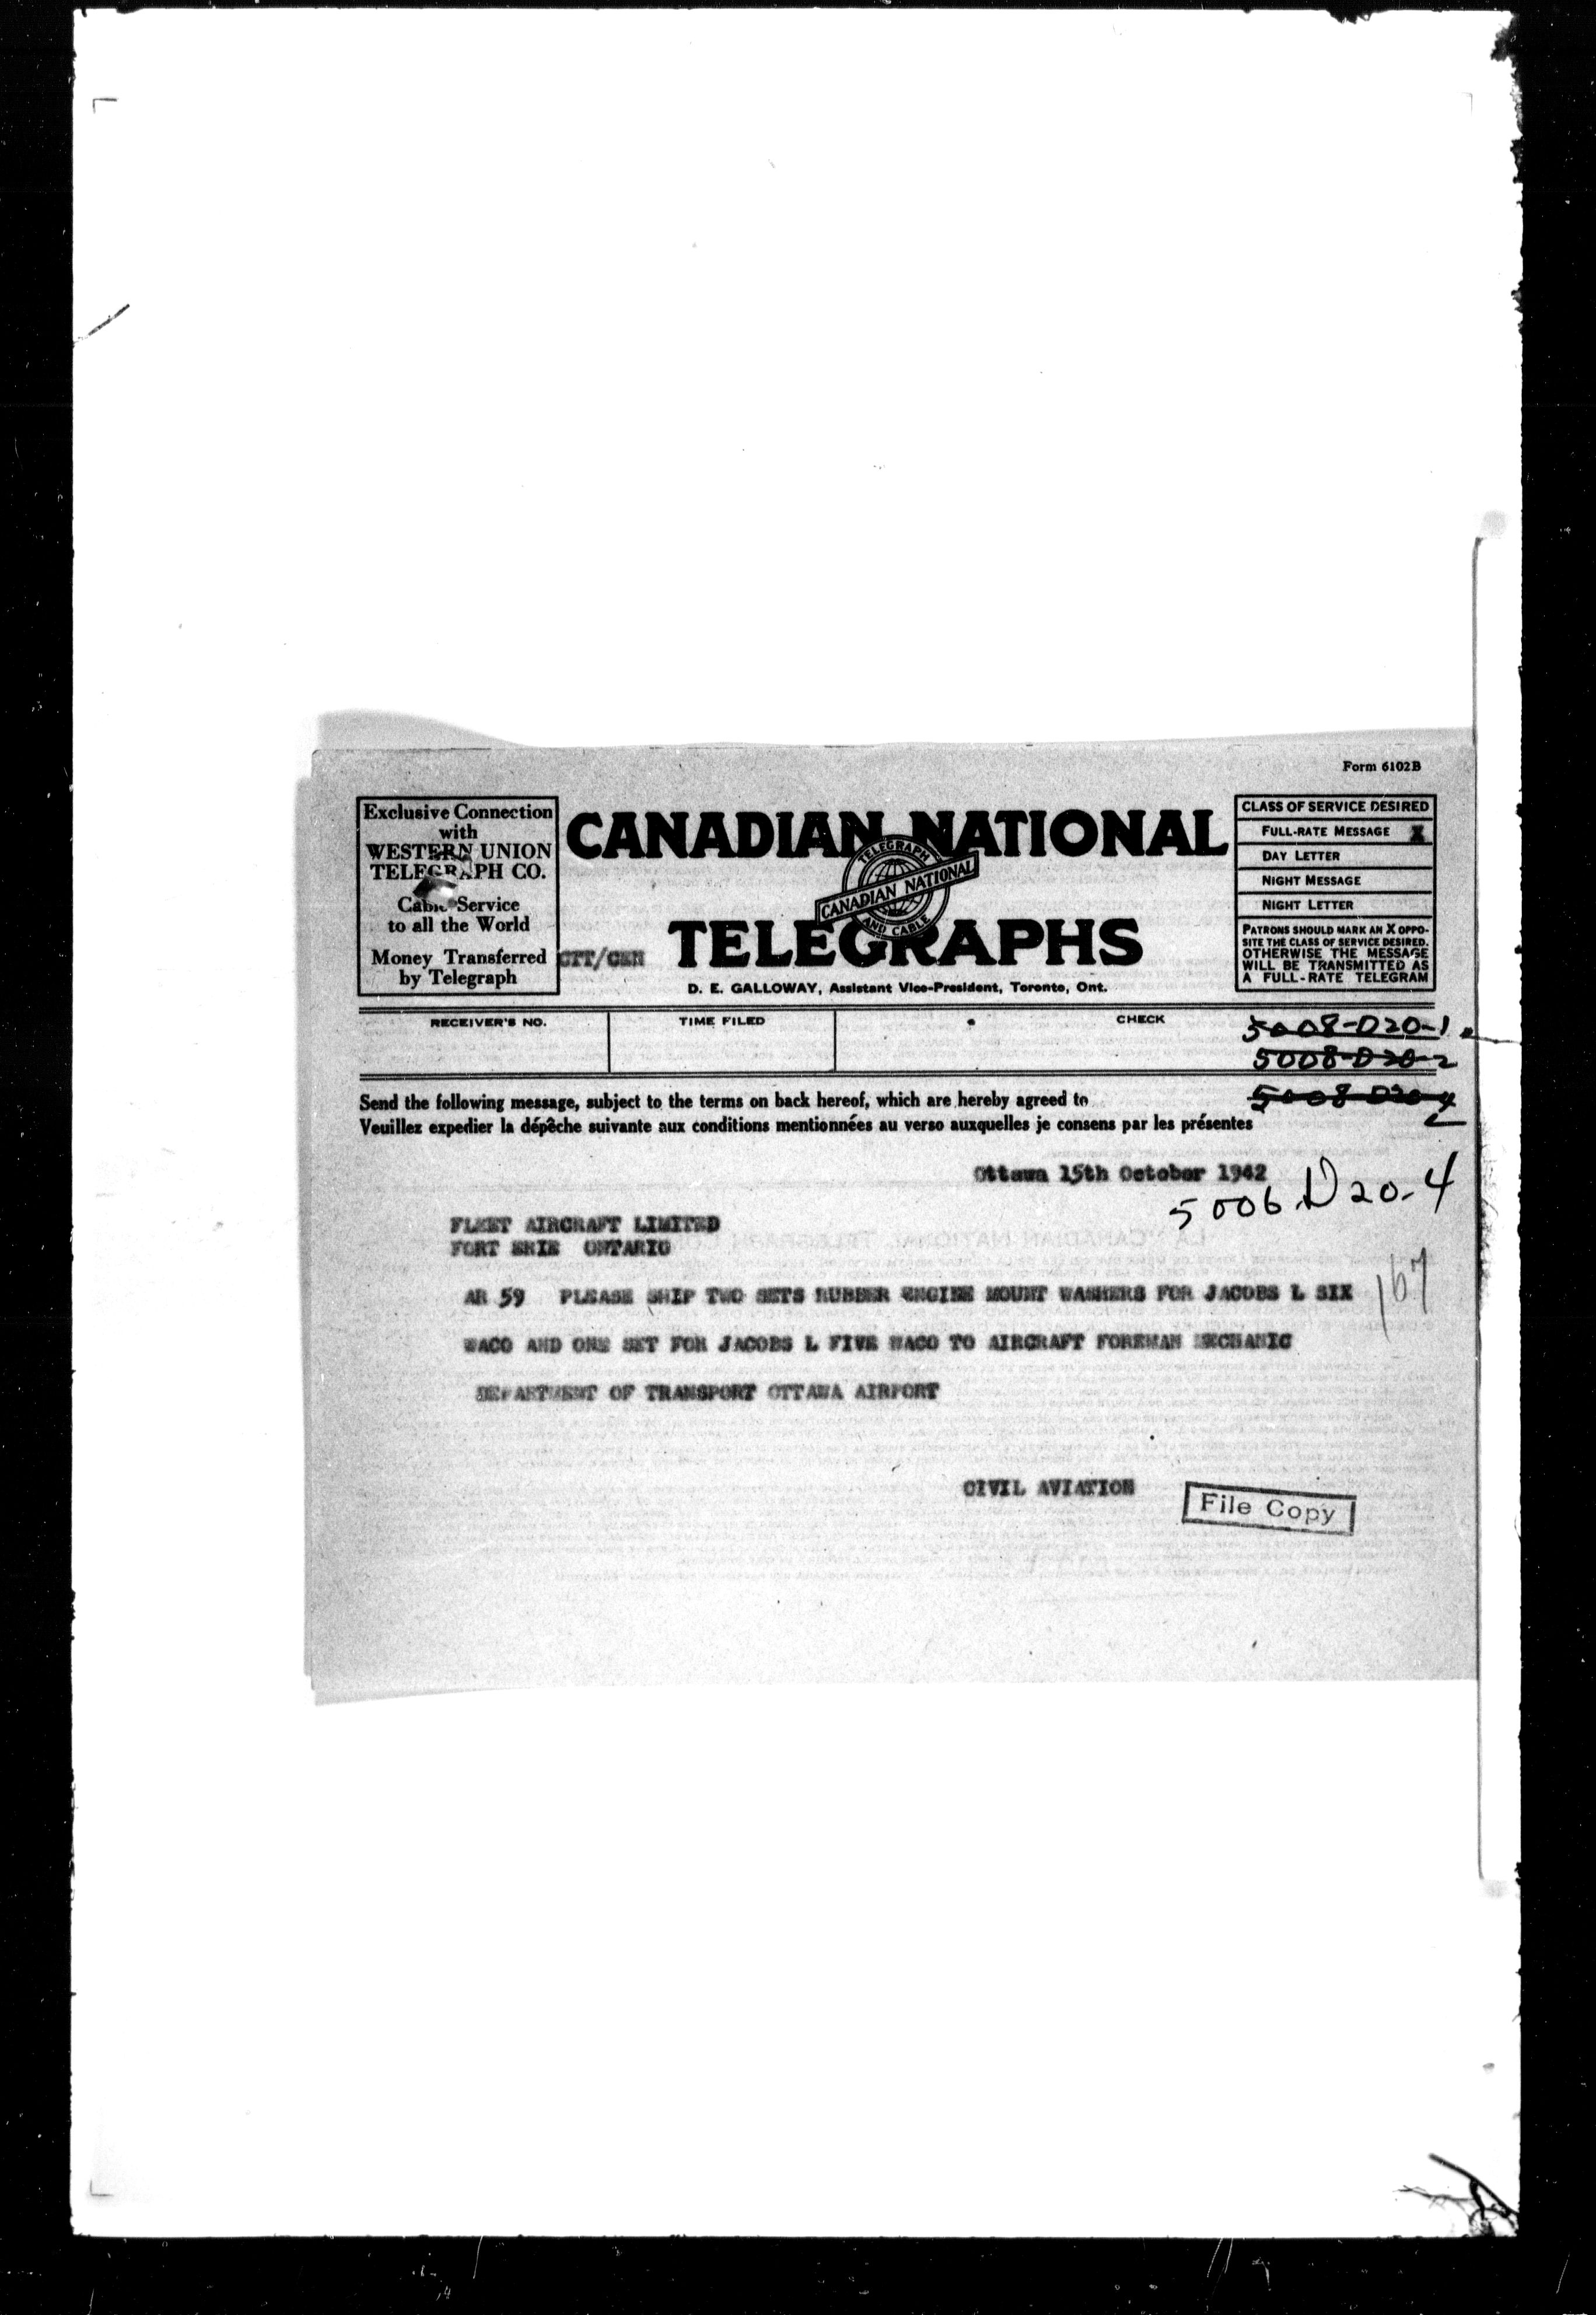 Form 6102B
Exclusive Connection
with
WESTERN UNION
TELEGRAPH CO.
Cable Service
to all the World
Money Transferred
by Telegraph
CANADIAN NATIONAL
TELEGRAPH
CANADIAN NATIONAL
AND CABLE
TELEGRAPHS
D. E. GALLOWAY, Assistant Vice-President, Toronto, Ont.
CLASS OF SERVICE DESIRED
FULL-RATE MESSAGE X
DAY LETTER
NIGHT MESSAGE
NIGHT LETTER
PATRONS SHOULD MARK AN X OPPO-
SITE THE CLASS OF SERVICE DESIRED.
OTHERWISE THE MESSAGE
WILL BE TRANSMITTED AS
A FULL-RATE TELEGRAM
RECEIVER'S NO.
TIME FILED
CHECK
5008-D20-1
5008-D20-2
5008-D20-4
Send the following message, subject to the terms on back hereof, which are hereby agreed to
Veuillez expedier la dépêche suivante aux conditions mentionnées au verso auxquelles je consens par les présentes
Ottawa 15th October 1942
5006 D20-4
FLEET AIRCRAFT LIMITED
FORT ERIE ONTARIO
167
AR 59 PLEASE SHIP TWO SETS RUBBER ENGINE MOUNT WASHERS FOR JACOBS L SIX
WACO AND ONE SET FOR JACOBS L FIVE WACO TO AIRCRAFT FOREMAN MECHANIC
DEPARTMENT OF TRANSPORT OTTAWA AIRPORT
CIVIL AVIATION
File Copy